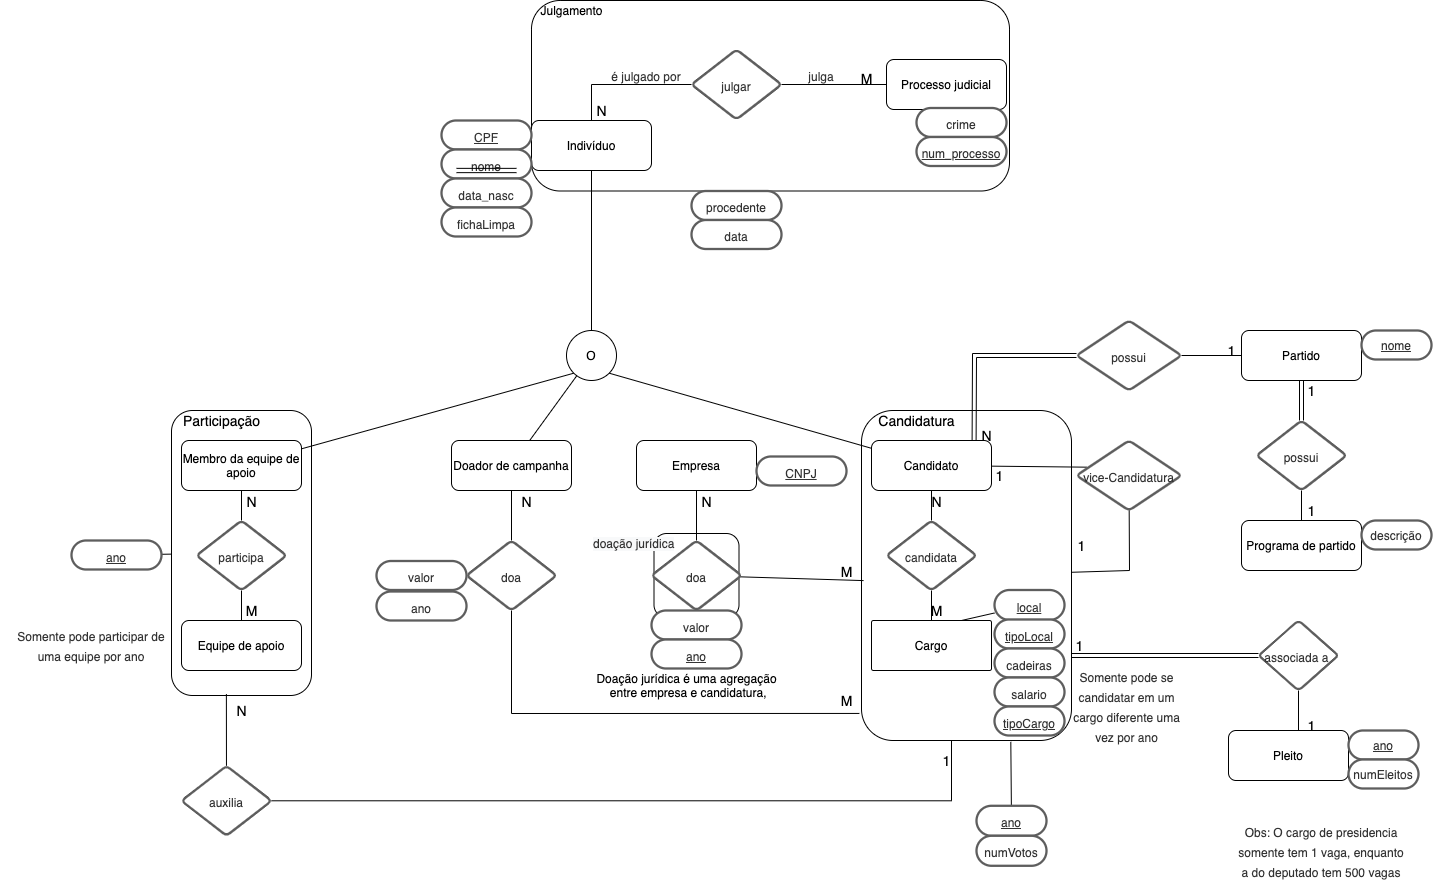 Julgamento
é julgado por
julgar
julga
M
Processo judicial
crime
num_processo
N
Indivíduo
CPF
nome
data_nasc
fichaLimpa
procedente
data
O
possui
1
Partido
nome
1
possui
1
Programa de partido
descrição
Participação
Membro da equipe de
apoio
N
participa
ano
M
Equipe de apoio
Somente pode participar de
uma equipe por ano
N
auxilia
1
Doador de campanha
N
doa
valor
ano
M
Empresa
CNPJ
N
doação jurídica
doa
M
valor
ano
Doação jurídica é uma agregação
entre empresa e candidatura,
Candidatura
N
Candidato
1
vice-Candidatura
1
N
candidata
M
Cargo
local
tipoLocal
cadeiras
salario
tipoCargo
1
Somente pode se
candidatar em um
cargo diferente uma
vez por ano
associada a
1
Pleito
ano
numEleitos
ano
numVotos
Obs: O cargo de presidencia
somente tem 1 vaga, enquanto
a do deputado tem 500 vagas